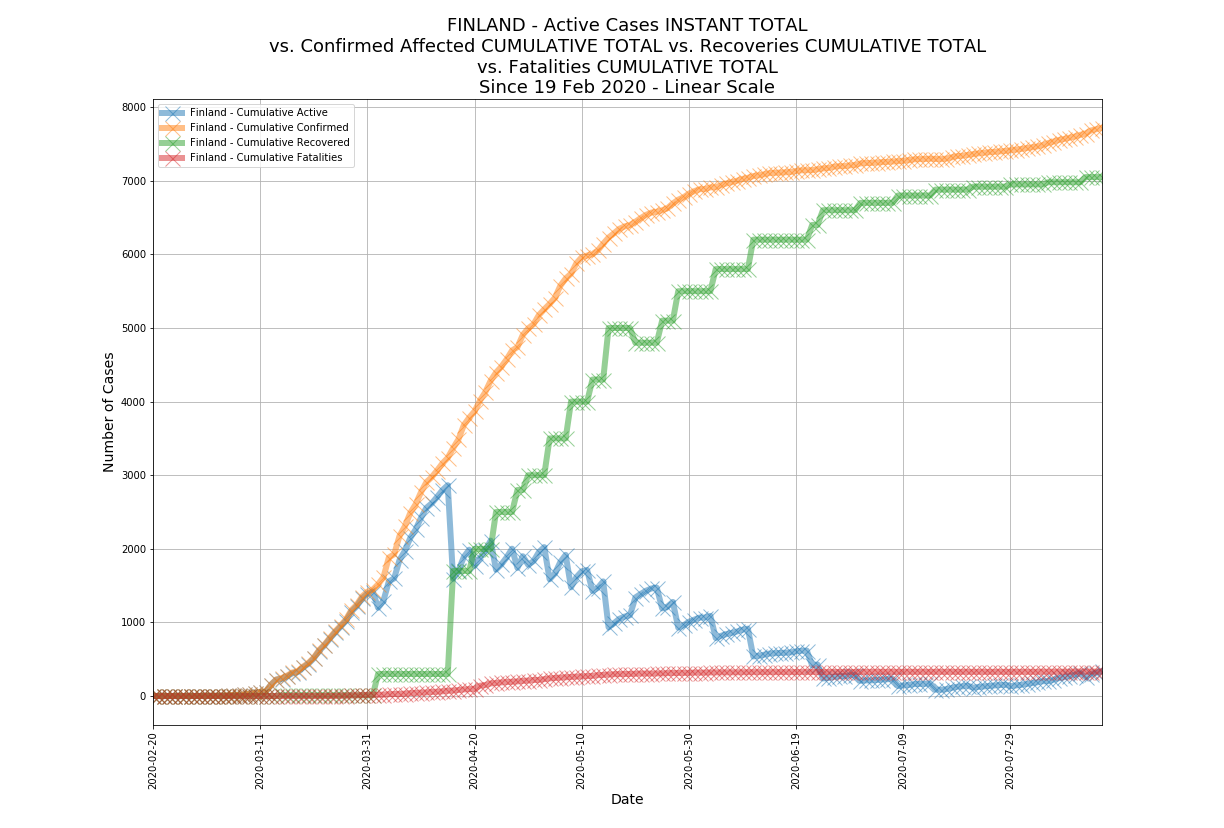 FINLAND - Active Cases INSTANT TOTAL
vs. Confirmed Affected CUMULATIVE TOTAL vs. Recoveries CUMULATIVE TOTAL
vs. Fatalities CUMULATIVE TOTAL
Since 19 Feb 2020 - Linear Scale
Finland - Cumulative Active
Finland - Cumulative Confirmed
Finland - Cumulative Recovered
Finland - Cumulative Fatalities
Number of Cases
8000
7000
6000
5000
4000
3000
2000
1000
0
2020-02-20
2020-03-11
2020-03-31
2020-04-20
2020-05-10
2020-05-30
2020-06-19
2020-07-09
2020-07-29
Date